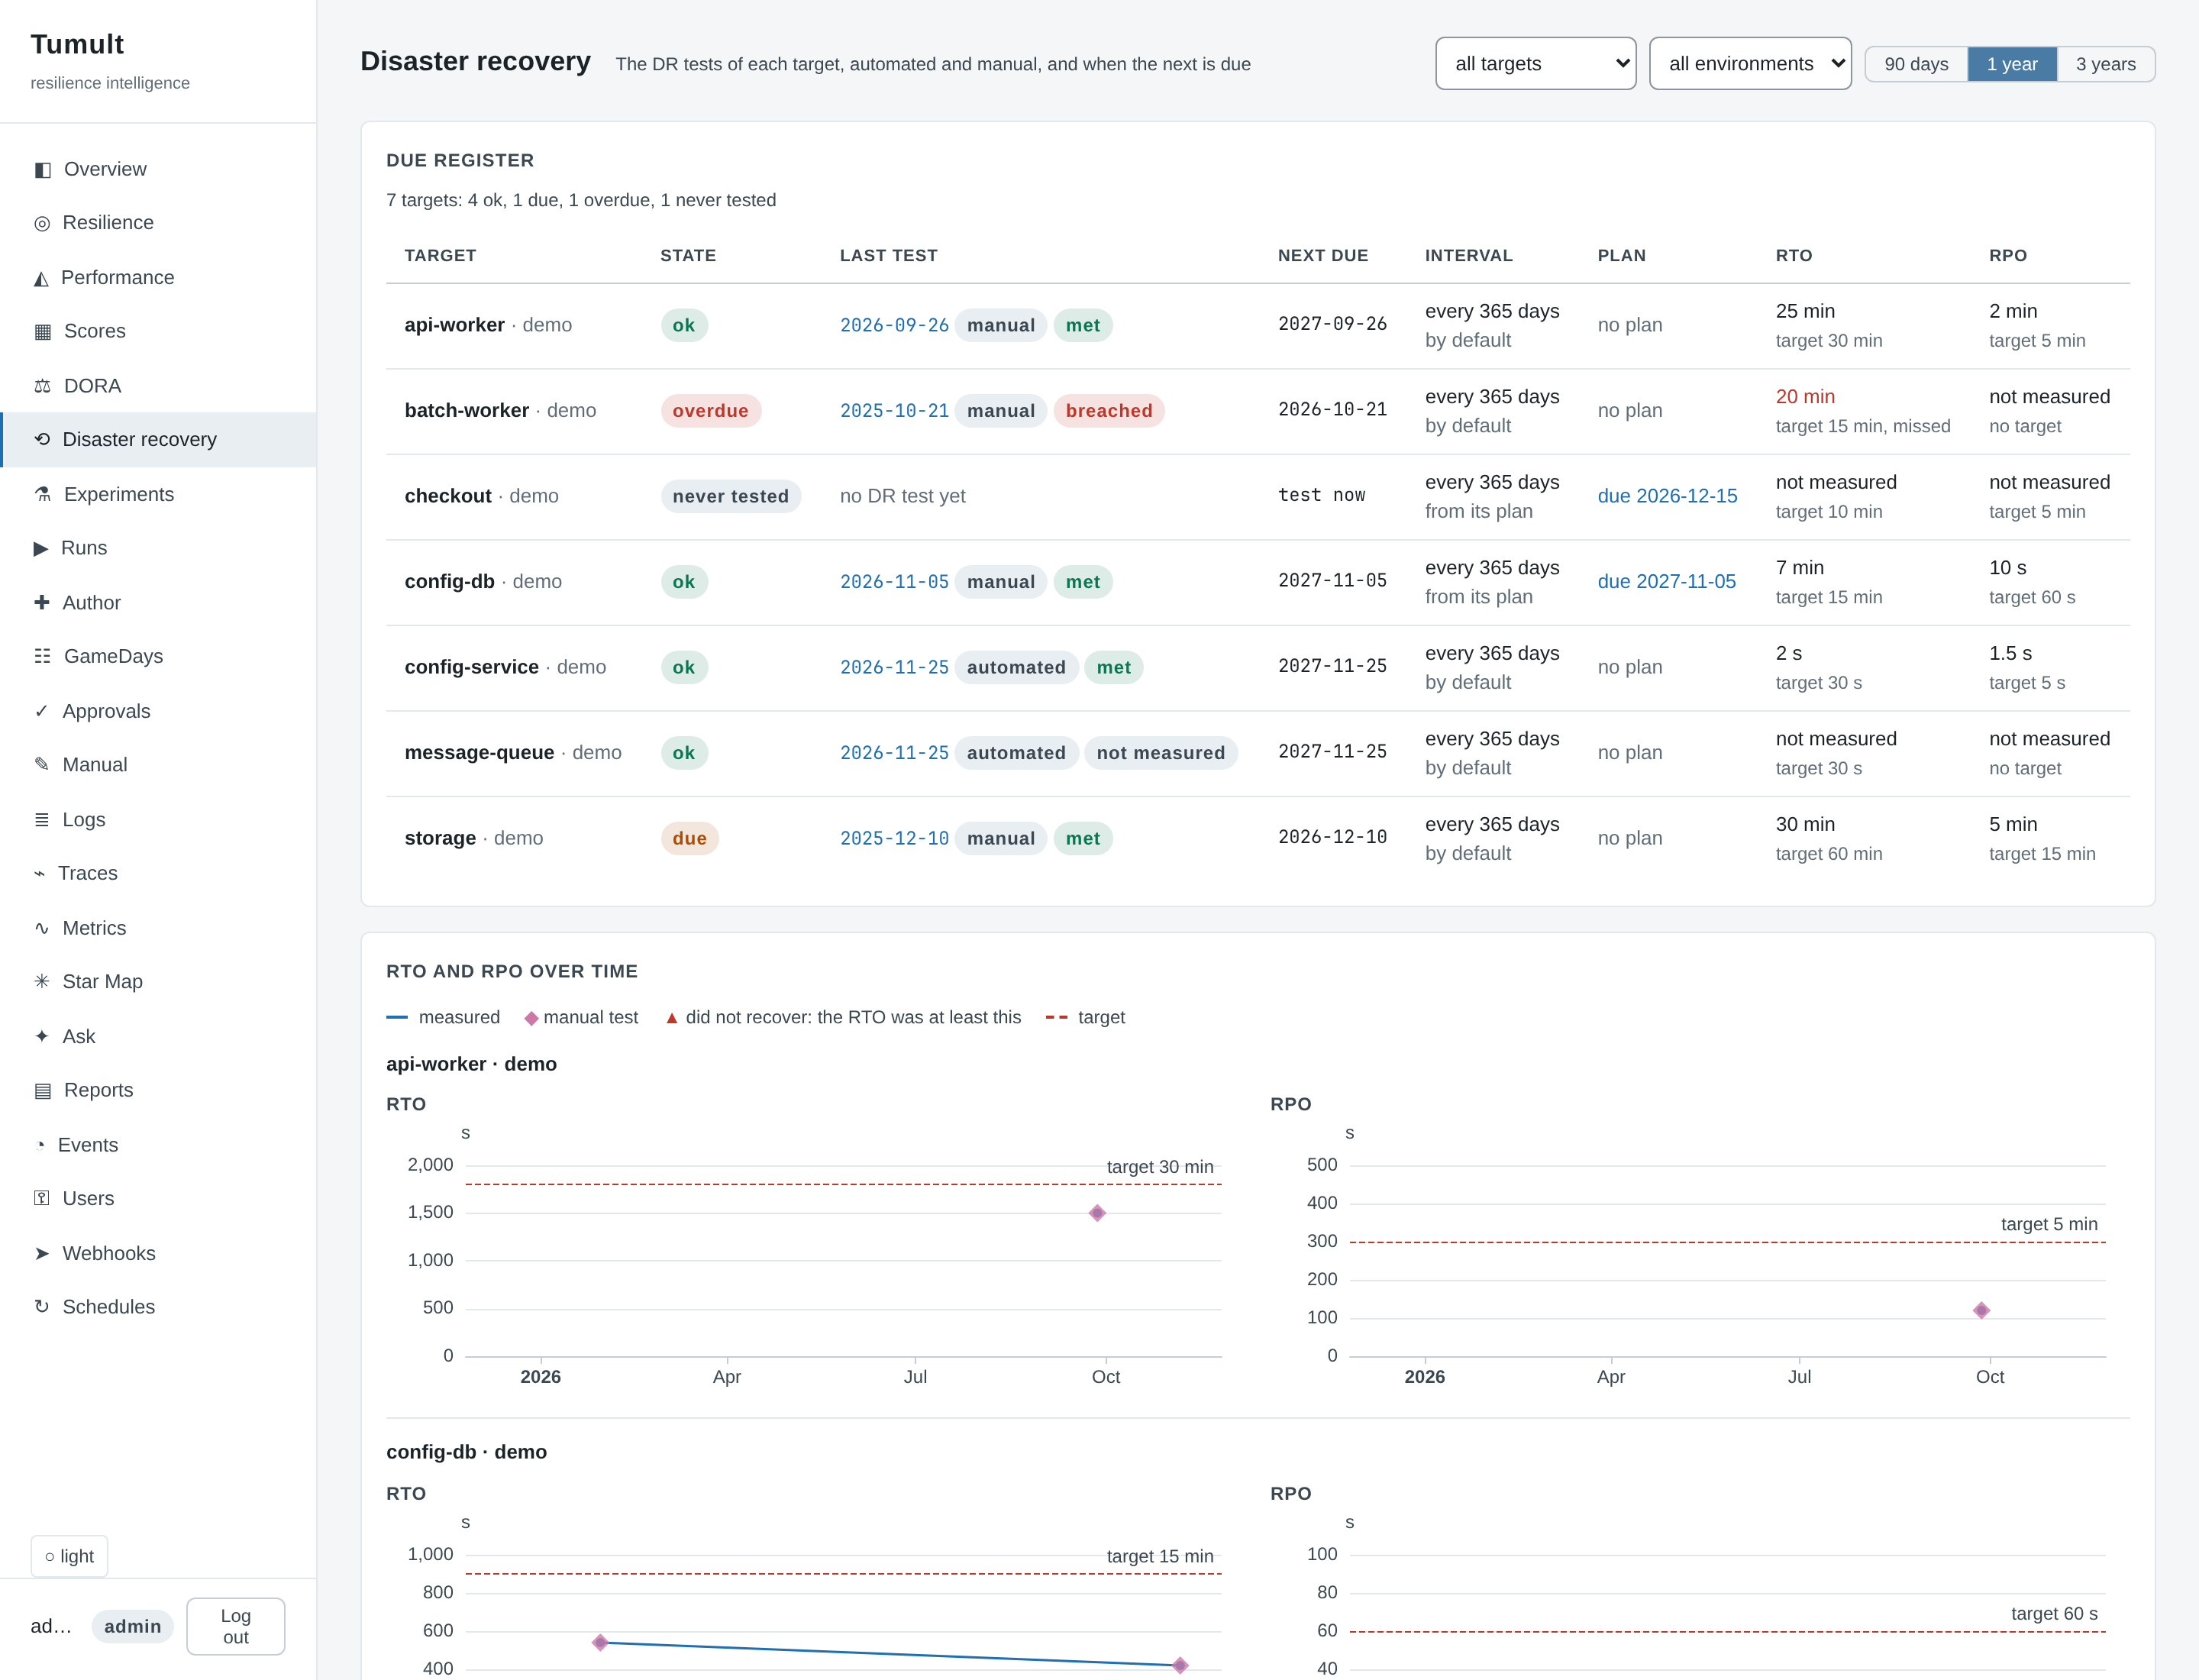 Tumult
resilience intelligence
Overview
Resilience
Performance
Scores
DORA
Disaster recovery
Experiments
Runs
Author
GameDays
Approvals
Manual
Logs
Traces
Metrics
Star Map
Ask
Reports
Events
Users
Webhooks
Schedules
light
ad… admin Log out
Disaster recovery The DR tests of each target, automated and manual, and when the next is due all targets all environments 90 days 1 year 3 years
DUE REGISTER
7 targets: 4 ok, 1 due, 1 overdue, 1 never tested
TARGET STATE LAST TEST NEXT DUE INTERVAL PLAN RTO RPO
api-worker · demo ok 2026-09-26 manual met 2027-09-26 every 365 days by default no plan 25 min target 30 min 2 min target 5 min
batch-worker · demo overdue 2025-10-21 manual breached 2026-10-21 every 365 days by default no plan 20 min target 15 min, missed not measured no target
checkout · demo never tested no DR test yet test now every 365 days from its plan due 2026-12-15 not measured target 10 min not measured target 5 min
config-db · demo ok 2026-11-05 manual met 2027-11-05 every 365 days from its plan due 2027-11-05 7 min target 15 min 10 s target 60 s
config-service · demo ok 2026-11-25 automated met 2027-11-25 every 365 days by default no plan 2 s target 30 s 1.5 s target 5 s
message-queue · demo ok 2026-11-25 automated not measured 2027-11-25 every 365 days by default no plan not measured target 30 s not measured no target
storage · demo due 2025-12-10 manual met 2026-12-10 every 365 days by default no plan 30 min target 60 min 5 min target 15 min
RTO AND RPO OVER TIME
measured manual test did not recover: the RTO was at least this target
api-worker · demo
RTO
s
2,000
target 30 min
1,500
1,000
500
0
2026 Apr Jul Oct
RPO
s
500
400
target 5 min
300
200
100
0
2026 Apr Jul Oct
config-db · demo
RTO
s
1,000
target 15 min
800
600
400
RPO
s
100
80
target 60 s
60
40